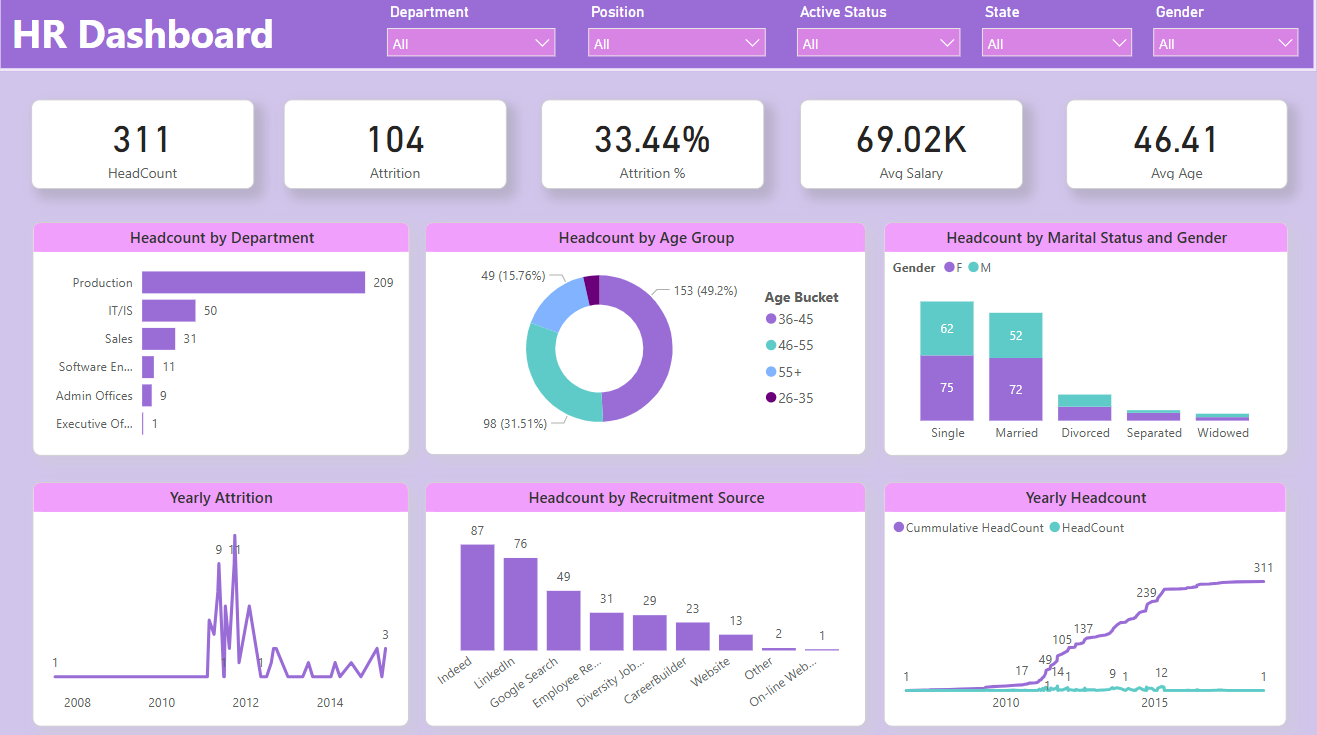 HR Dashboard
Department
Position
Active Status
State
Gender
All
All
All
All
All
311
HeadCount
104
Attrition
33.44%
Attrition %
69.02K
Avg Salary
46.41
Avg Age
Headcount by Department
Production 209
IT/IS 50
Sales 31
Software En... 11
Admin Offices 9
Executive Of... 1
Headcount by Age Group
49 (15.76%)
153 (49.2%)
98 (31.51%)
Age Bucket
36-45
46-55
55+
26-35
Headcount by Marital Status and Gender
Gender F M
62
52
75
72
Single Married Divorced Separated Widowed
Yearly Attrition
9 11
3
1
1
1
2008 2010 2012 2014
Headcount by Recruitment Source
87
76
49
31
29
23
13
2
1
Indeed
LinkedIn
Google Search
Employee Re...
Diversity Job...
CareerBuilder
Website
Other
On-line Web...
Yearly Headcount
Cummulative HeadCount HeadCount
311
239
137
105
49
17 14 9 12
1 1 1 1 1
2010 2015